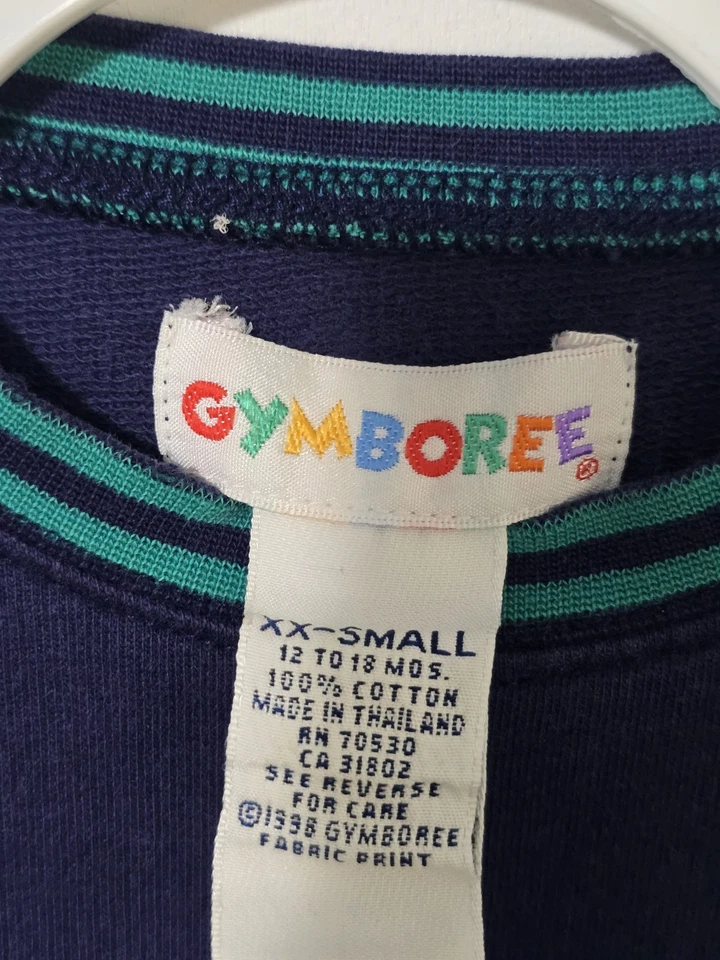 GYMBOREE®
XX-SMALL
12 TO 18 MOS.
100% COTTON
MADE IN THAILAND
RN 70530
CA 31802
SEE REVERSE
FOR CARE
©1998 GYMBOREE
FABRIC PRINT